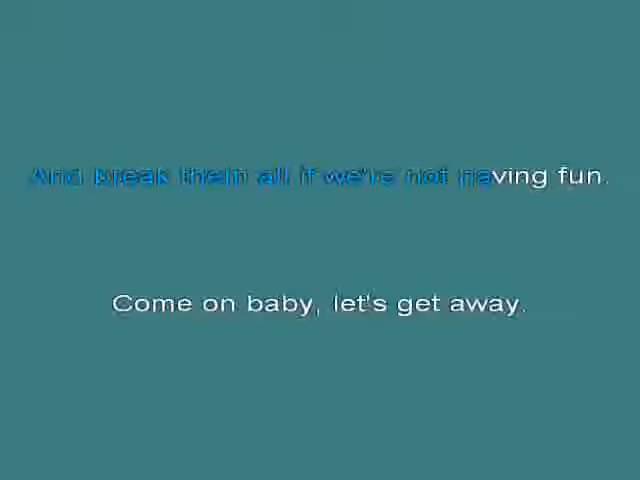 And break them all if we're not having fun.
Come on baby, let's get away.